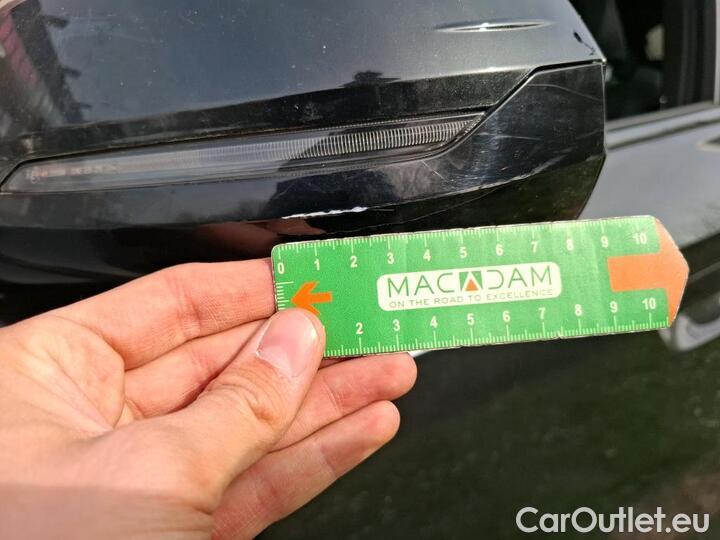 0 1 2 3 4 5 6 7 8 9 10
MACADAM
ON THE ROAD TO EXCELLENCE
2 3 4 5 6 7 8 9 10
CarOutlet.eu